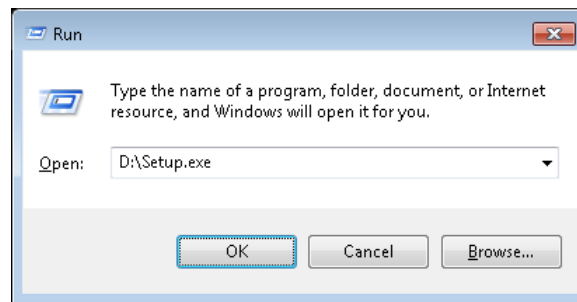 Run
Type the name of a program, folder, document, or Internet
resource, and Windows will open it for you.
Open: D:\Setup.exe
OK Cancel Browse...